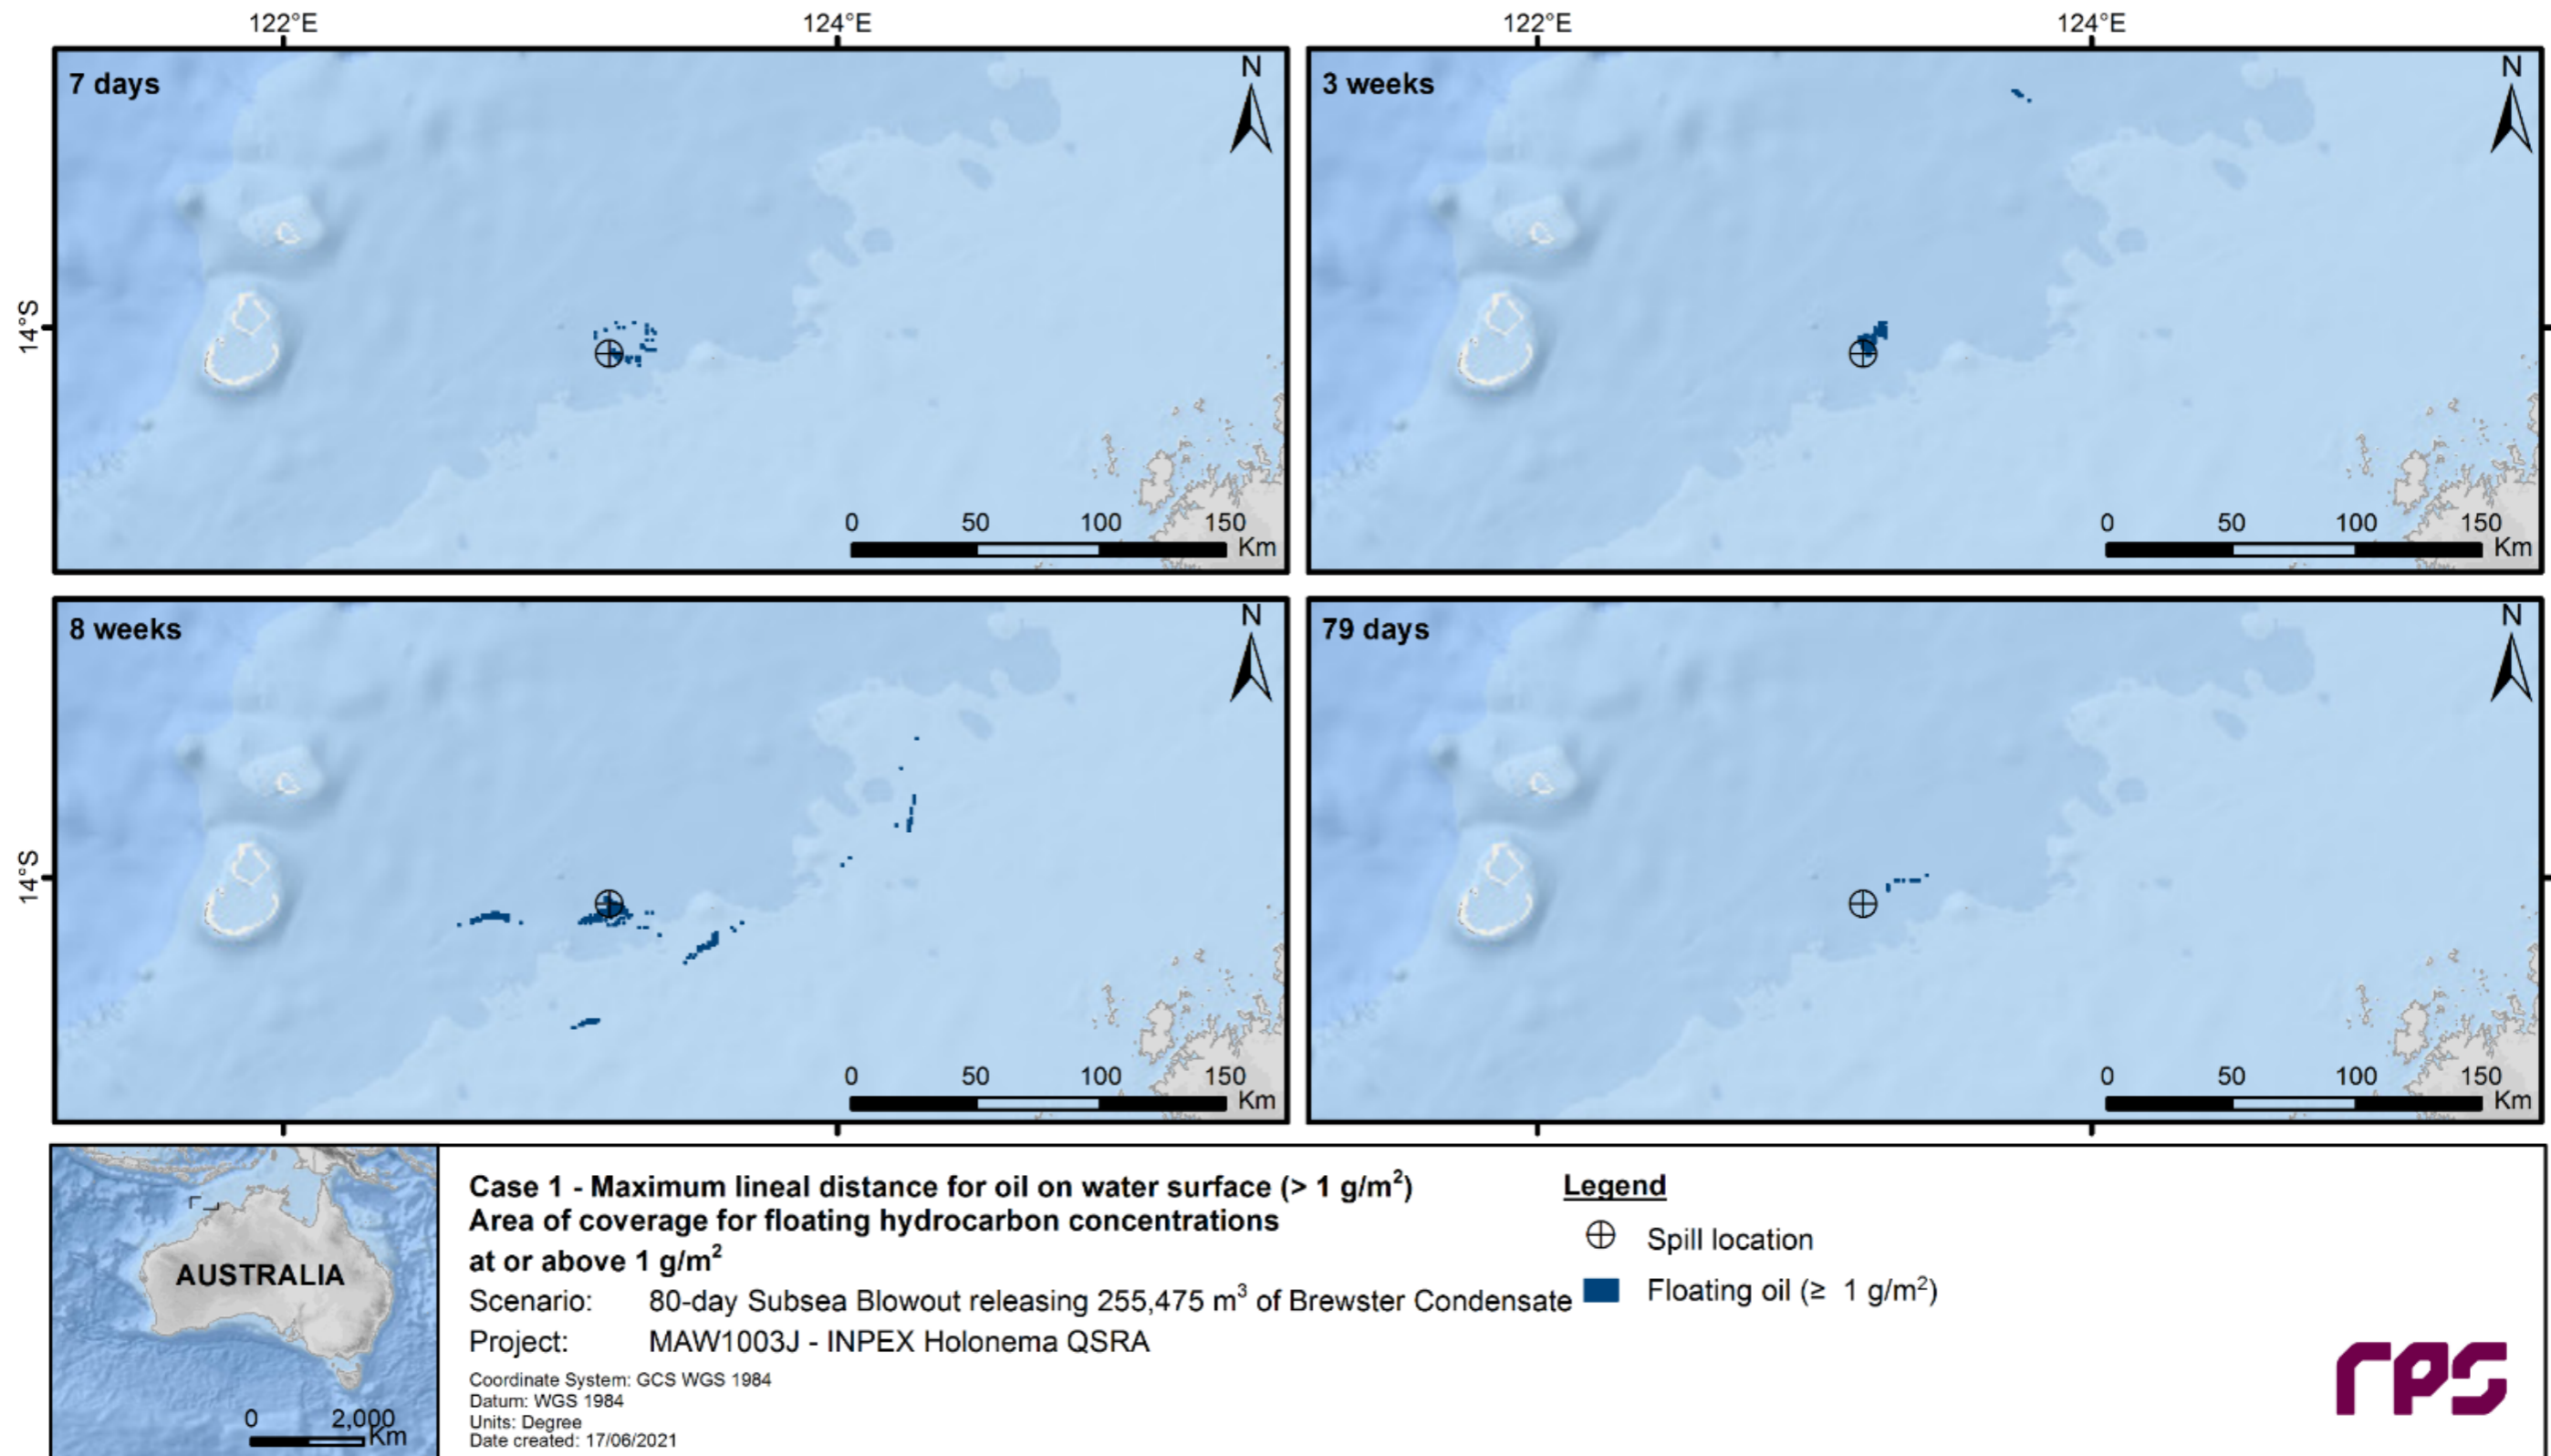 122°E 124°E 122°E 124°E
7 days N
3 weeks N
14°S
0 50 100 150 Km
0 50 100 150 Km
8 weeks N
79 days N
14°S
0 50 100 150 Km
0 50 100 150 Km
AUSTRALIA
0 2,000 Km
Case 1 - Maximum lineal distance for oil on water surface (> 1 g/m²)
Area of coverage for floating hydrocarbon concentrations
at or above 1 g/m²
Scenario: 80-day Subsea Blowout releasing 255,475 m³ of Brewster Condensate
Project: MAW1003J - INPEX Holonema QSRA
Coordinate System: GCS WGS 1984
Datum: WGS 1984
Units: Degree
Date created: 17/06/2021
Legend
Spill location
Floating oil (≥ 1 g/m²)
rps